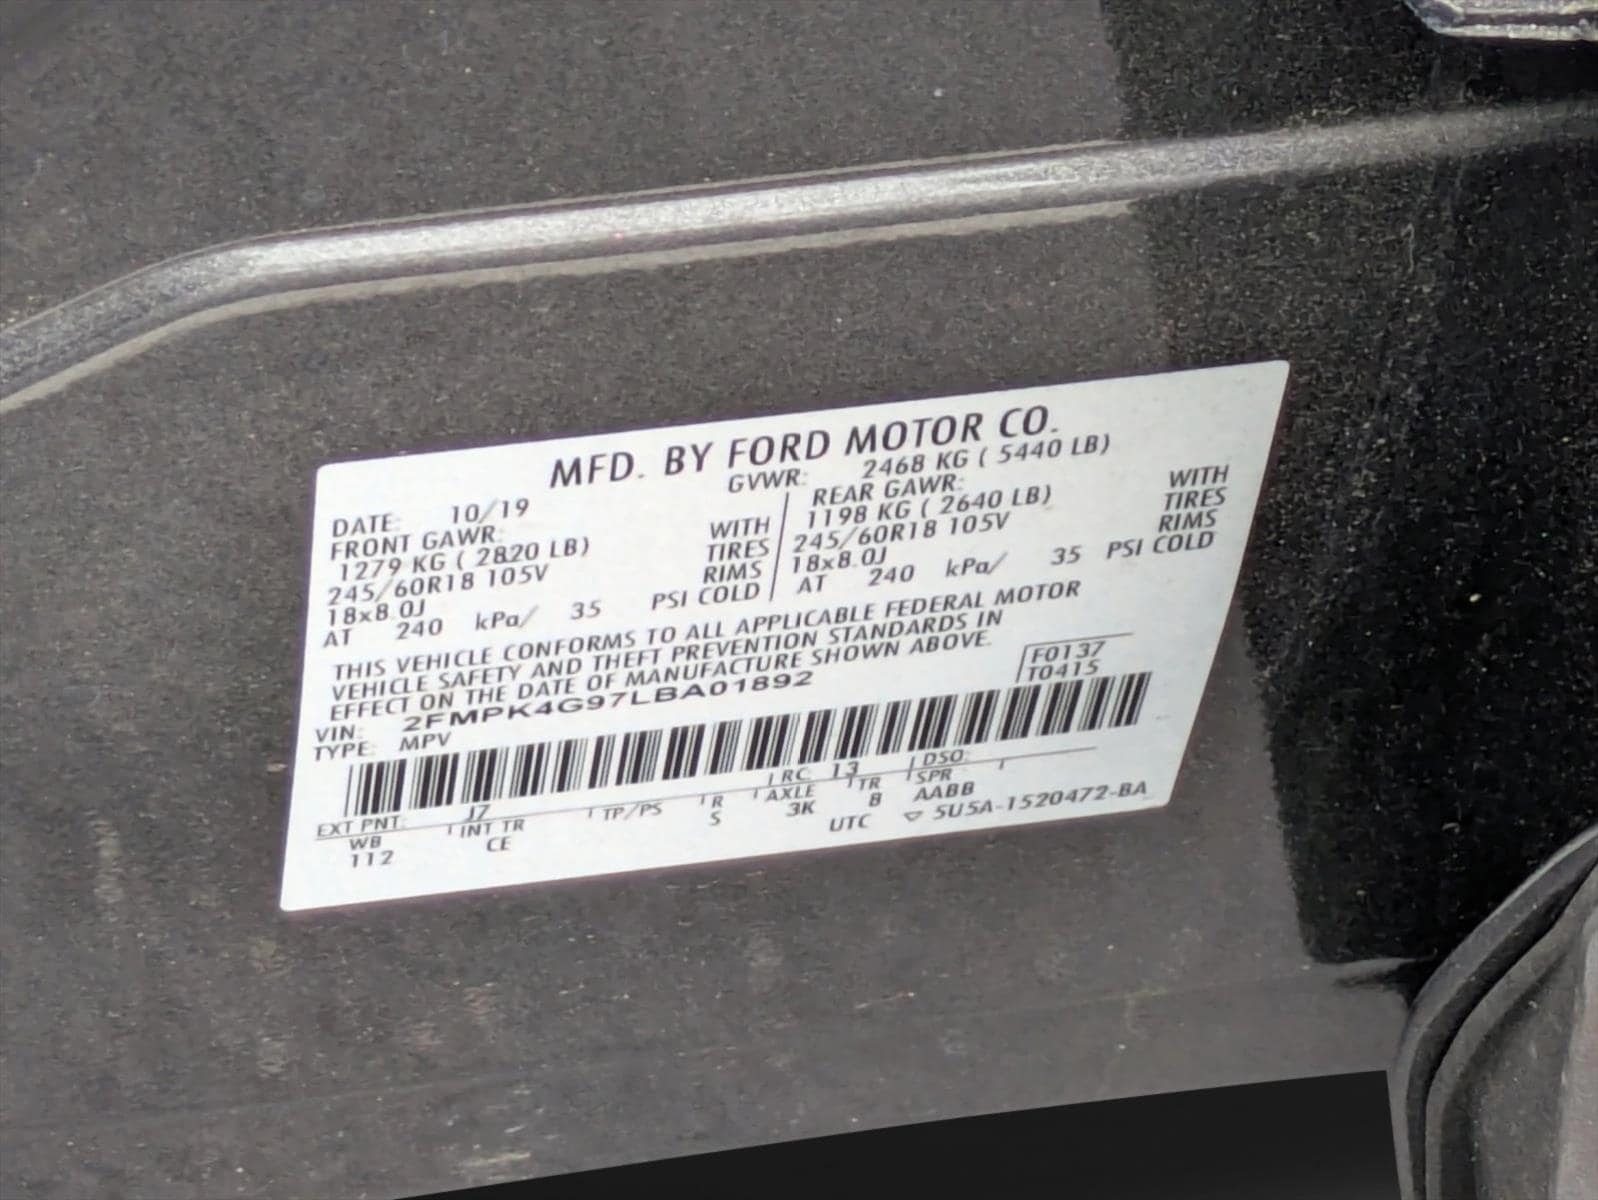 MFD. BY FORD MOTOR CO.
DATE: 10/19 GVWR: 2468 KG ( 5440 LB)
FRONT GAWR: REAR GAWR:
1279 KG ( 2820 LB) WITH 1198 KG ( 2640 LB) WITH
245/60R18 105V TIRES 245/60R18 105V TIRES
18x8.0J RIMS 18x8.0J RIMS
AT 240 kPa/ 35 PSI COLD AT 240 kPa/ 35 PSI COLD
THIS VEHICLE CONFORMS TO ALL APPLICABLE FEDERAL MOTOR
VEHICLE SAFETY AND THEFT PREVENTION STANDARDS IN
EFFECT ON THE DATE OF MANUFACTURE SHOWN ABOVE.
VIN: 2FMPK4G97LBA01892 F0137
TYPE: MPV T0415
EXT PNT: J7 RC: 13 DSO:
WB INT TR TP/PS R AXLE TR SPR
112 CE S 3K 8 AABB
UTC ▽ 5U5A-1520472-BA